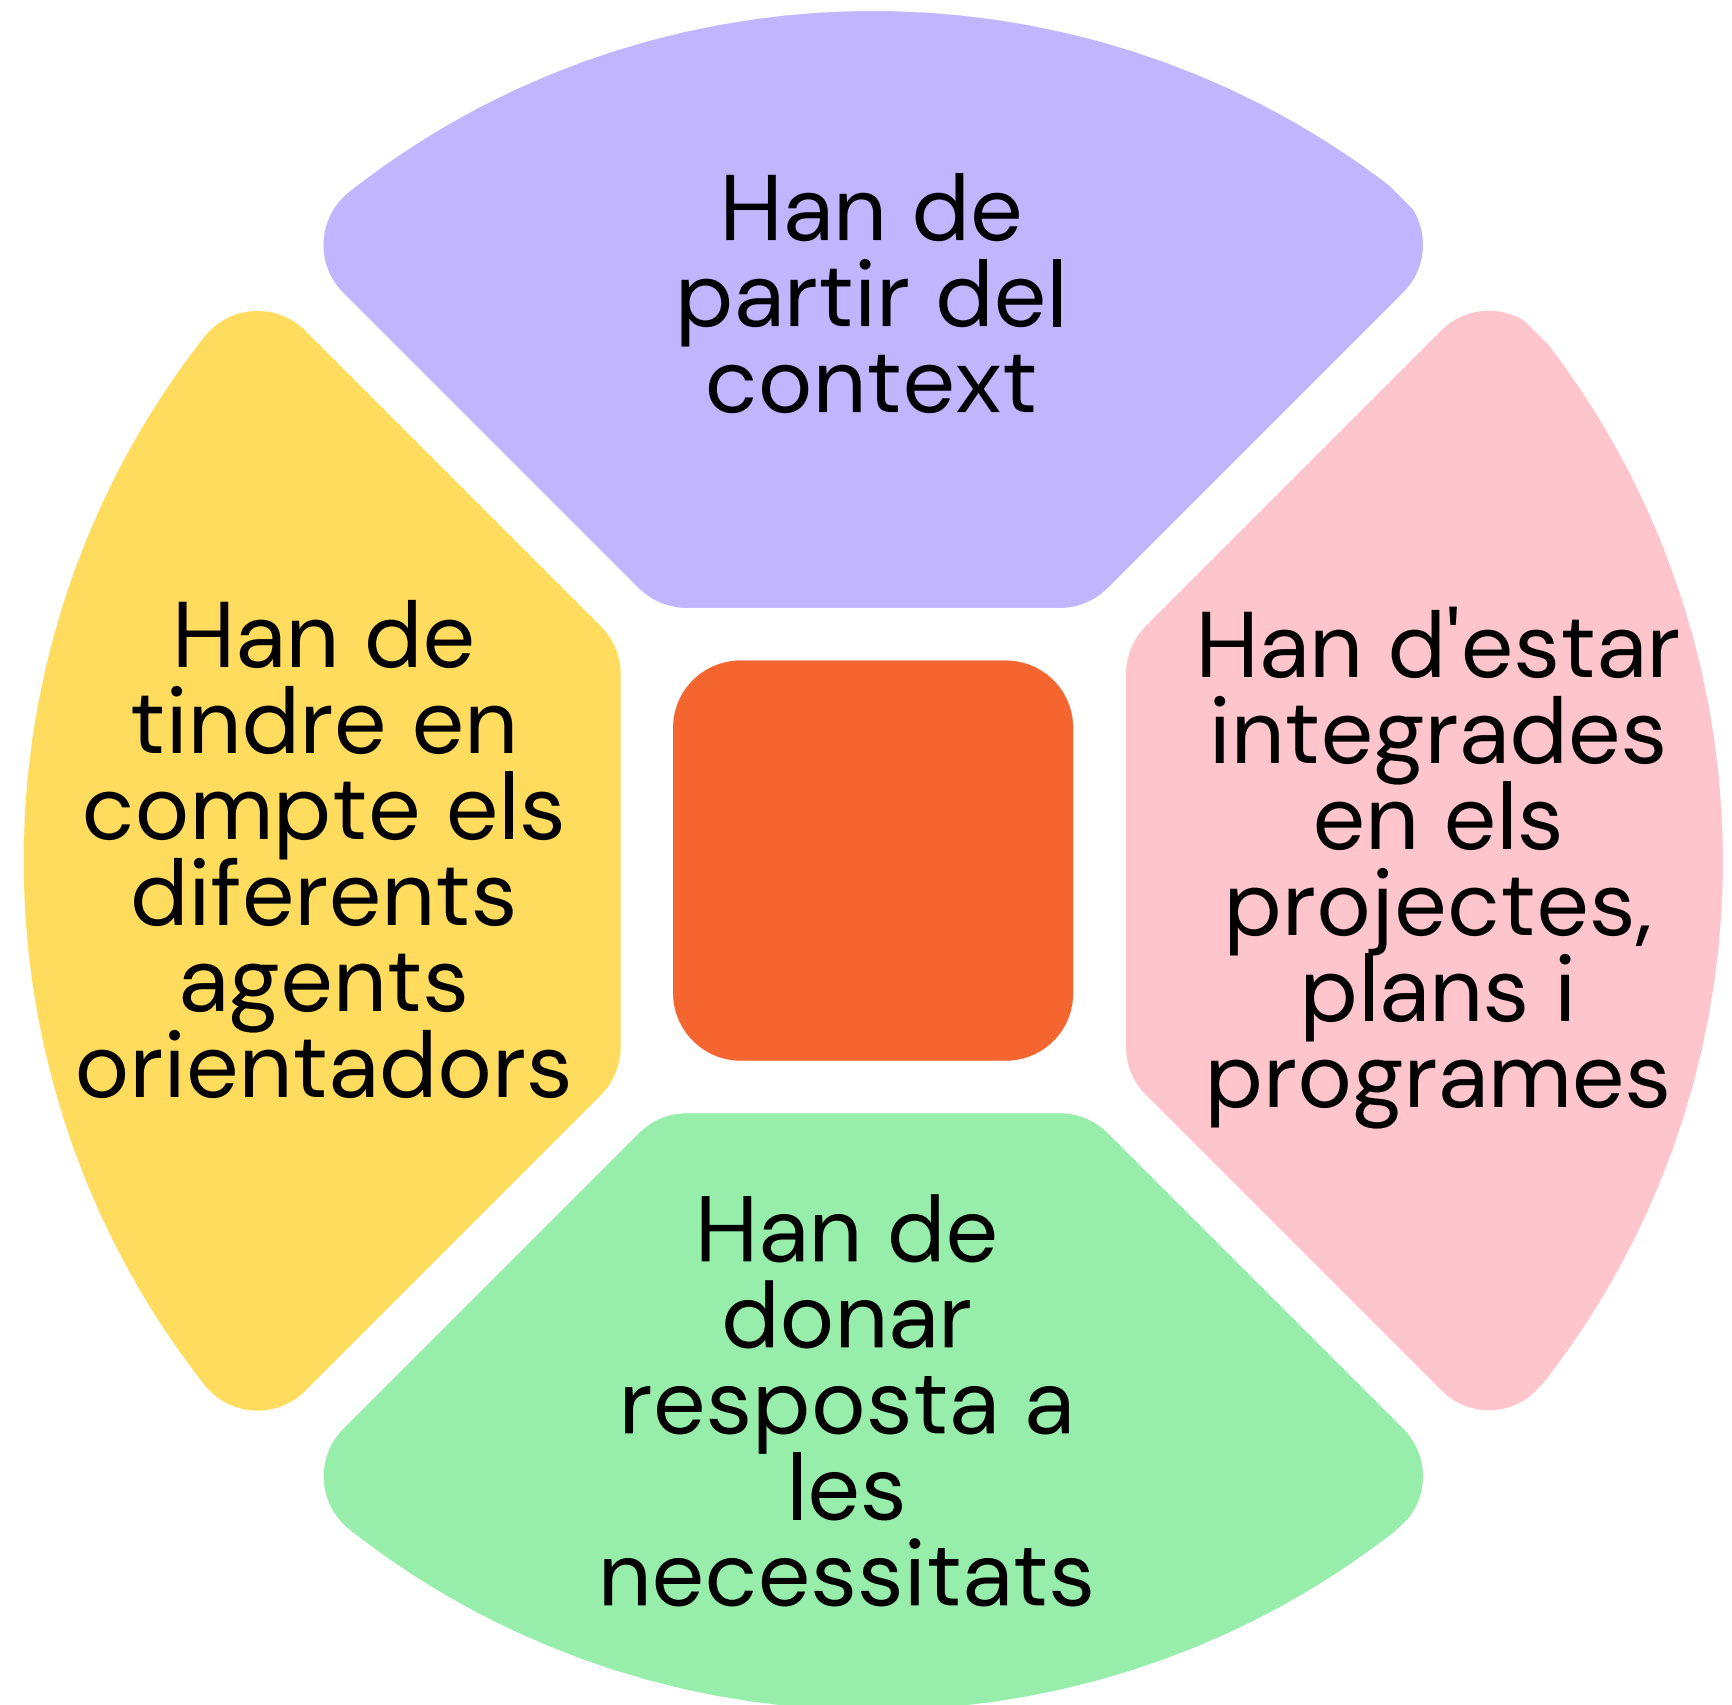 Han de
partir del
context
Han de
tindre en
compte els
diferents
agents
orientadors
Han d'estar
integrades
en els
projectes,
plans i
programes
Han de
donar
resposta a
les
necessitats